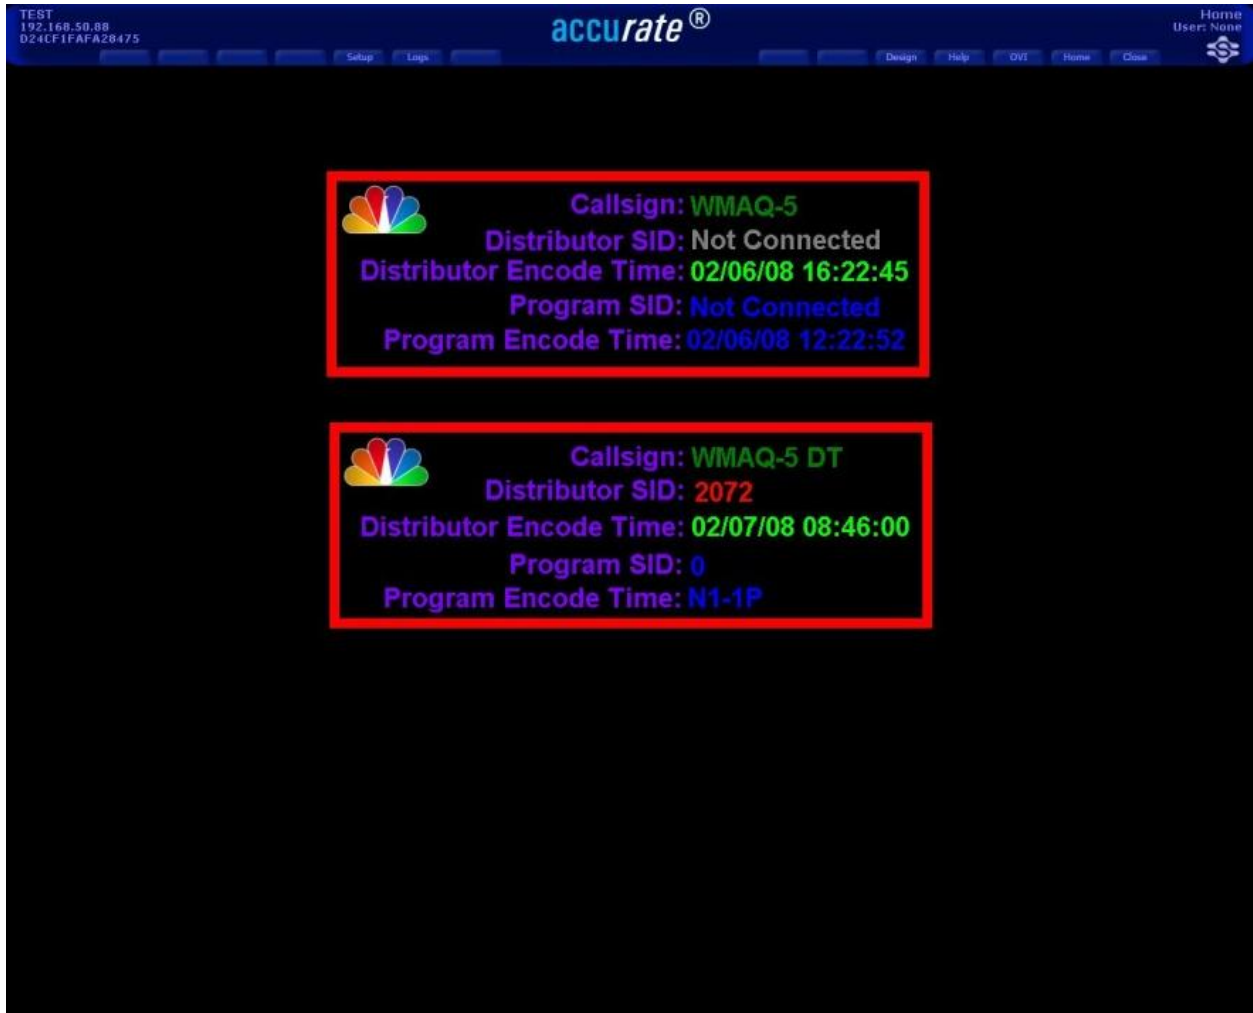 TEST
192.168.50.88
D24CF1FAFA28475
accurate®
Home
User: None
Setup Logs Design Help OVI Home Close
Callsign: WMAQ-5
Distributor SID: Not Connected
Distributor Encode Time: 02/06/08 16:22:45
Program SID: Not Connected
Program Encode Time: 02/06/08 12:22:52
Callsign: WMAQ-5 DT
Distributor SID: 2072
Distributor Encode Time: 02/07/08 08:46:00
Program SID: 0
Program Encode Time: N1-1P